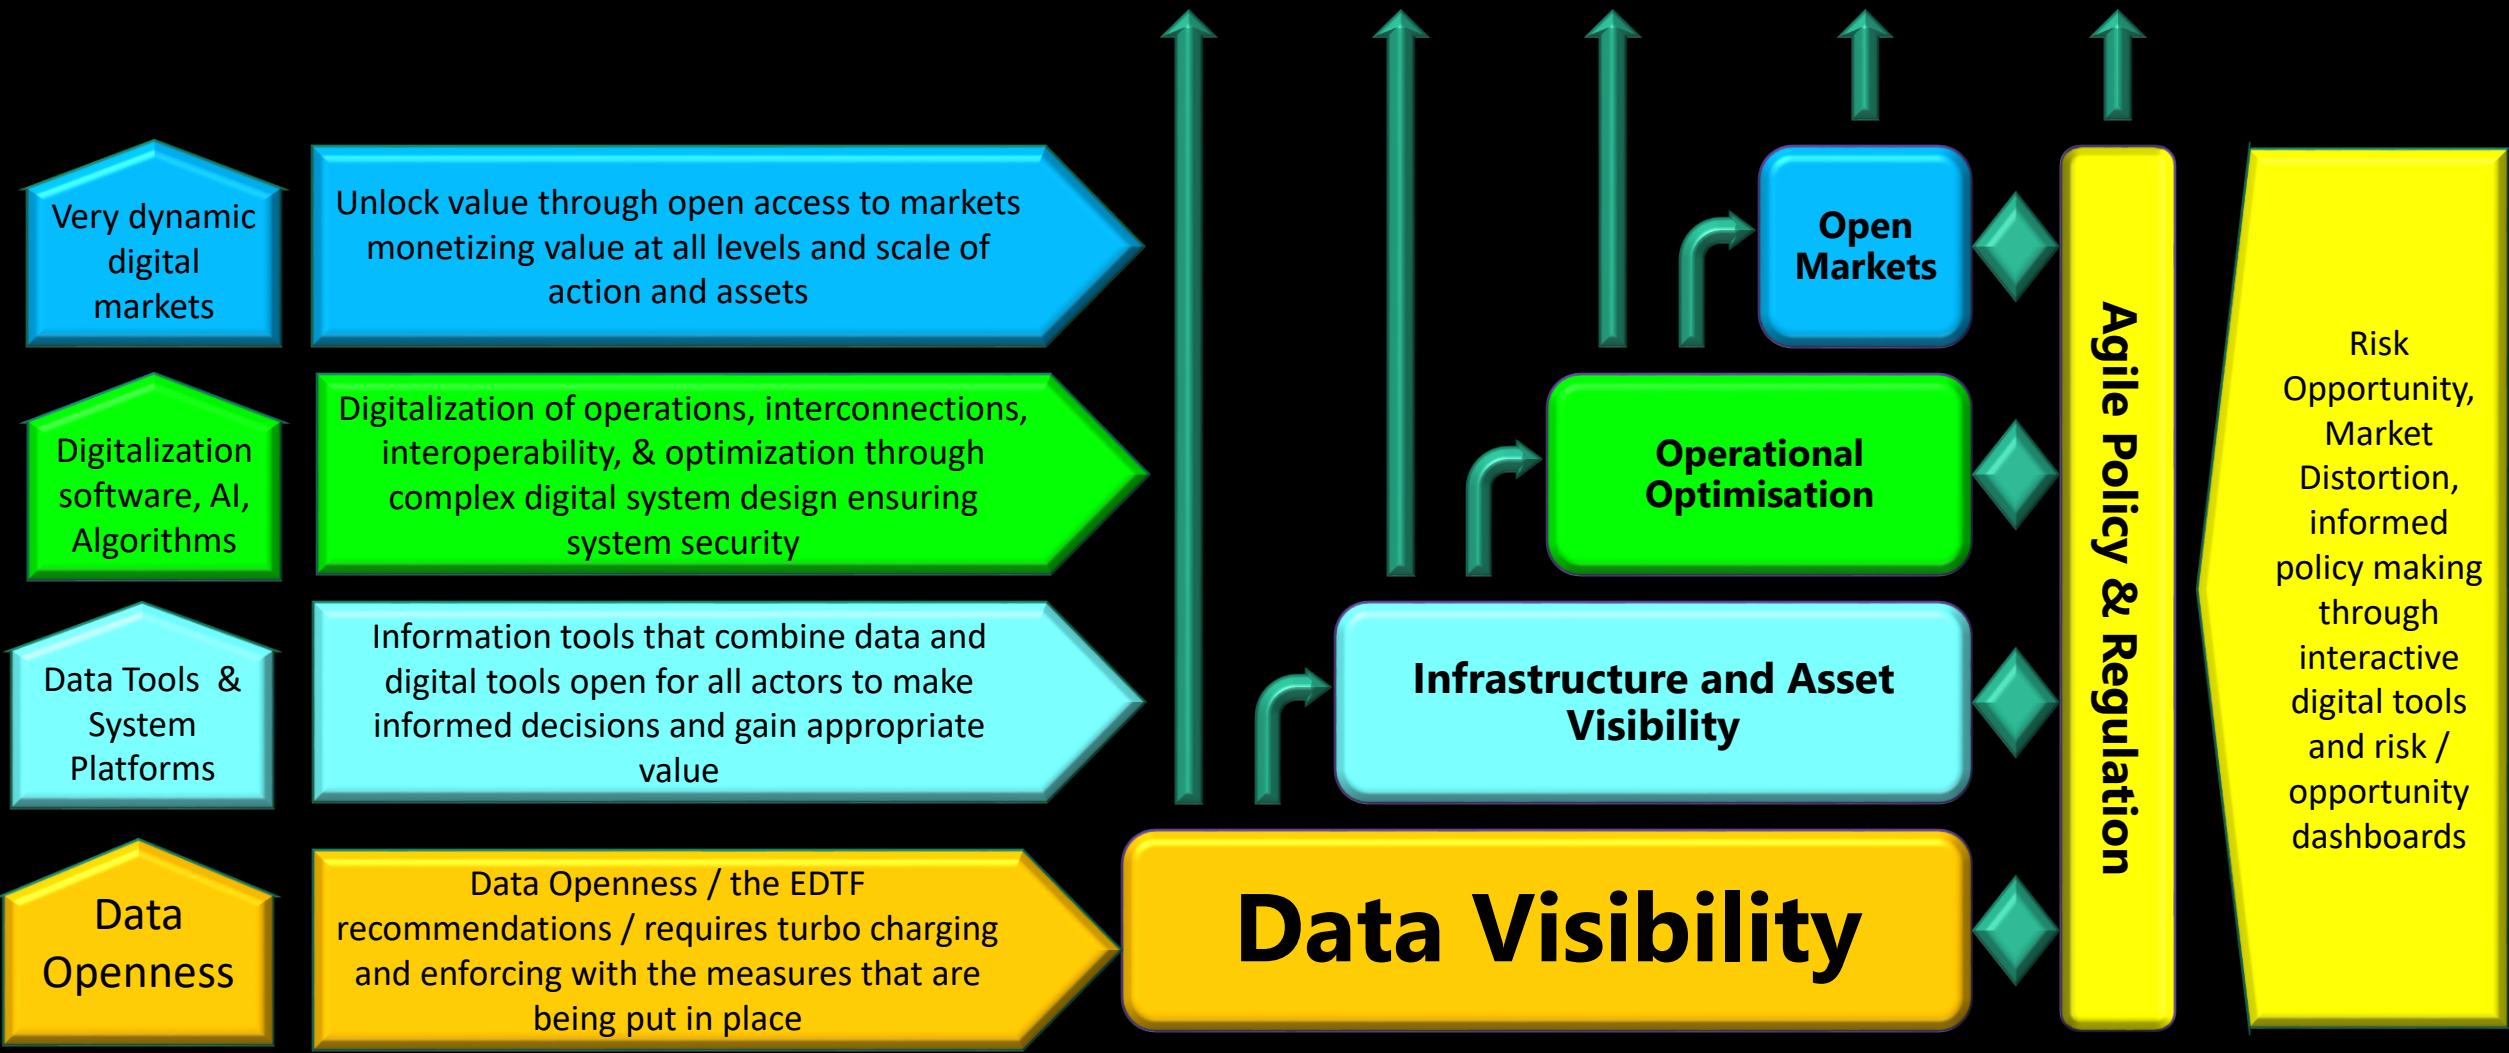 Very dynamic
digital
markets
Unlock value through open access to markets
monetizing value at all levels and scale of
action and assets
Open
Markets
Digitalization
software, AI,
Algorithms
Digitalization of operations, interconnections,
interoperability, & optimization through
complex digital system design ensuring
system security
Operational
Optimisation
Data Tools &
System
Platforms
Information tools that combine data and
digital tools open for all actors to make
informed decisions and gain appropriate
value
Infrastructure and Asset
Visibility
Data
Openness
Data Openness / the EDTF
recommendations / requires turbo charging
and enforcing with the measures that are
being put in place
Data Visibility
Agile Policy & Regulation
Risk
Opportunity,
Market
Distortion,
informed
policy making
through
interactive
digital tools
and risk /
opportunity
dashboards